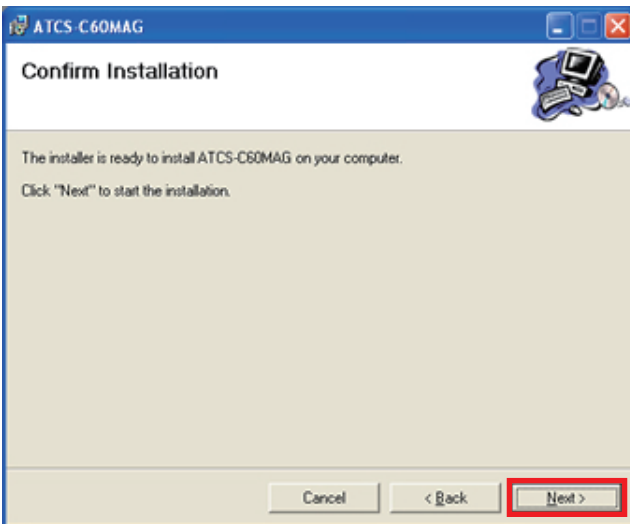 ATCS-C60MAG
Confirm Installation
The installer is ready to install ATCS-C60MAG on your computer.
Click "Next" to start the installation.
Cancel
< Back
Next >